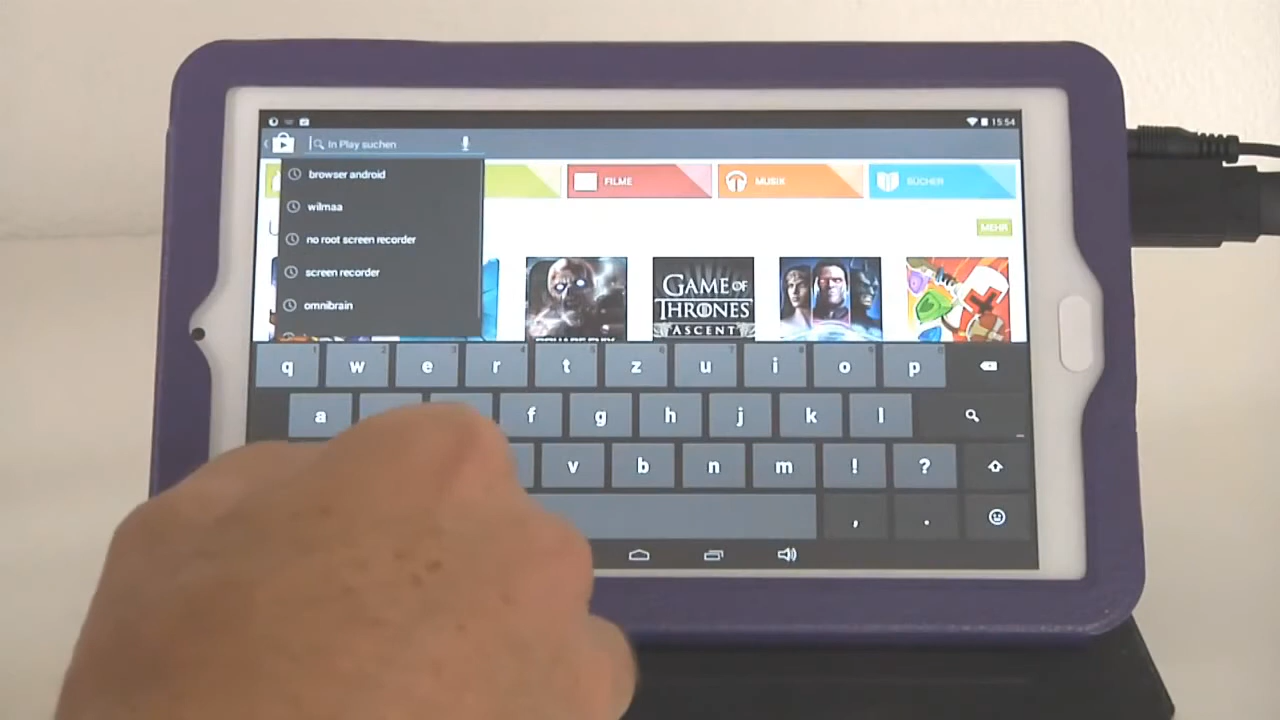 15:54
In Play suchen
browser android
wilmaa
no root screen recorder
screen recorder
omnibrain
FILME
MUSIK
BÜCHER
MEHR
GAME OF
THRONES
ASCENT
q w e r t z u i o p
a f g h j k l
v b n m ! ?
, .